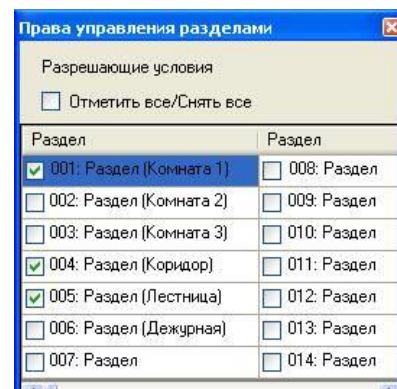 Права управления разделами
Разрешающие условия
Отметить все/Снять все
Раздел Раздел
001: Раздел (Комната 1) 008: Раздел
002: Раздел (Комната 2) 009: Раздел
003: Раздел (Комната 3) 010: Раздел
004: Раздел (Коридор) 011: Раздел
005: Раздел (Лестница) 012: Раздел
006: Раздел (Дежурная) 013: Раздел
007: Раздел 014: Раздел